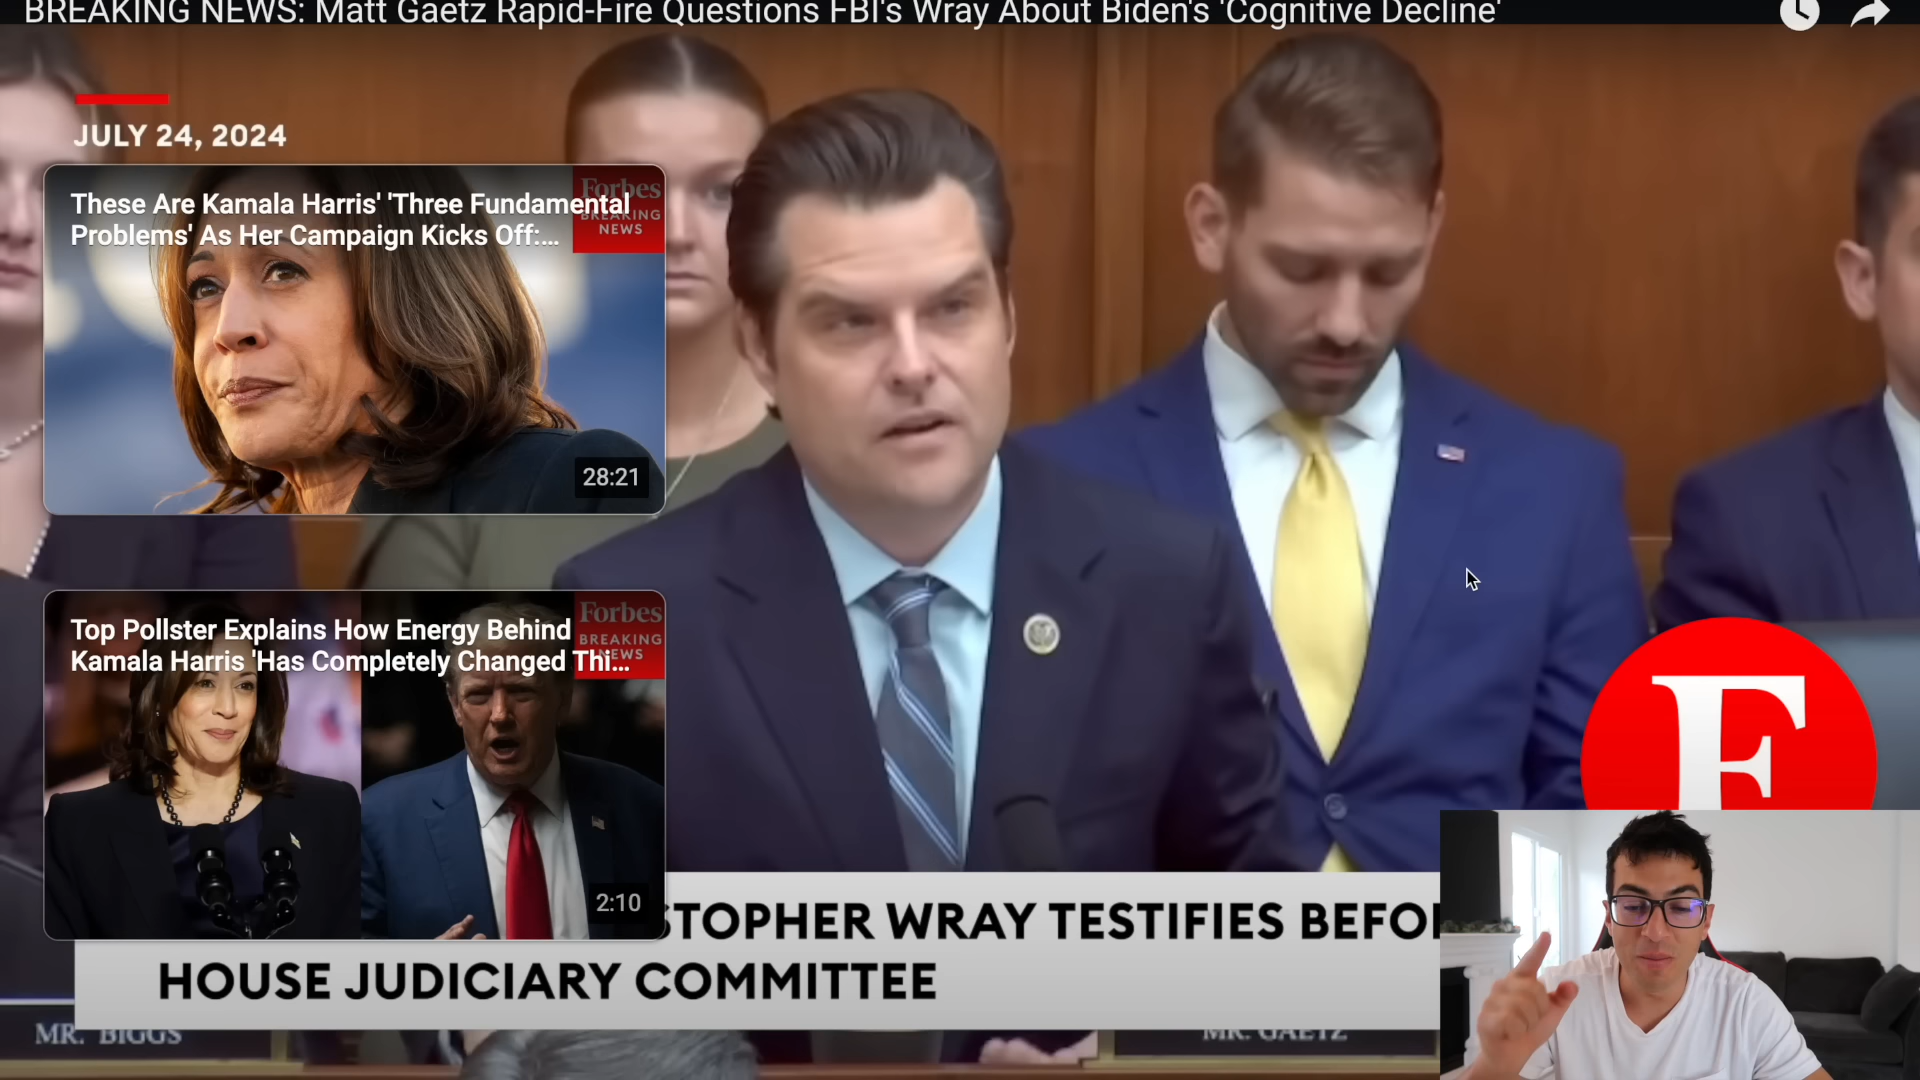 BREAKING NEWS: Matt Gaetz Rapid-Fire Questions FBI's Wray About Biden's 'Cognitive Decline'
JULY 24, 2024
These Are Kamala Harris' 'Three Fundamental
Problems' As Her Campaign Kicks Off:...
Forbes
BREAKING
NEWS
28:21
Top Pollster Explains How Energy Behind
Kamala Harris 'Has Completely Changed Thi...
Forbes
BREAKING
NEWS
2:10
F
STOPHER WRAY TESTIFIES BEFO
HOUSE JUDICIARY COMMITTEE
MR. BIGGS
MR. GAETZ